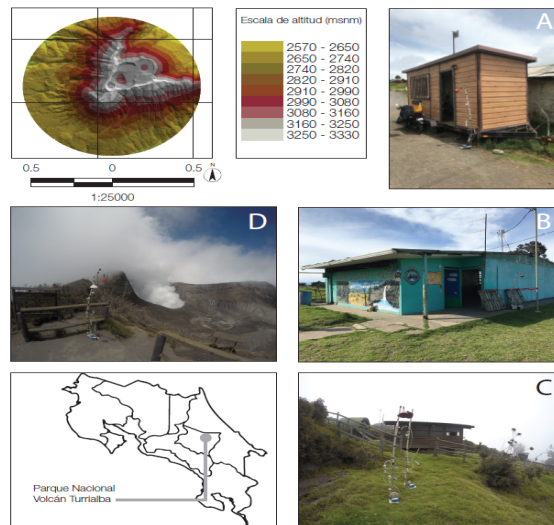 Escala de altitud (msnm)
2570 - 2650
2650 - 2740
2740 - 2820
2820 - 2910
2910 - 2990
2990 - 3080
3080 - 3160
3160 - 3250
3250 - 3330
A
0.5
0
0.5
N
1:25000
D
B
C
Parque Nacional
Volcán Turrialba